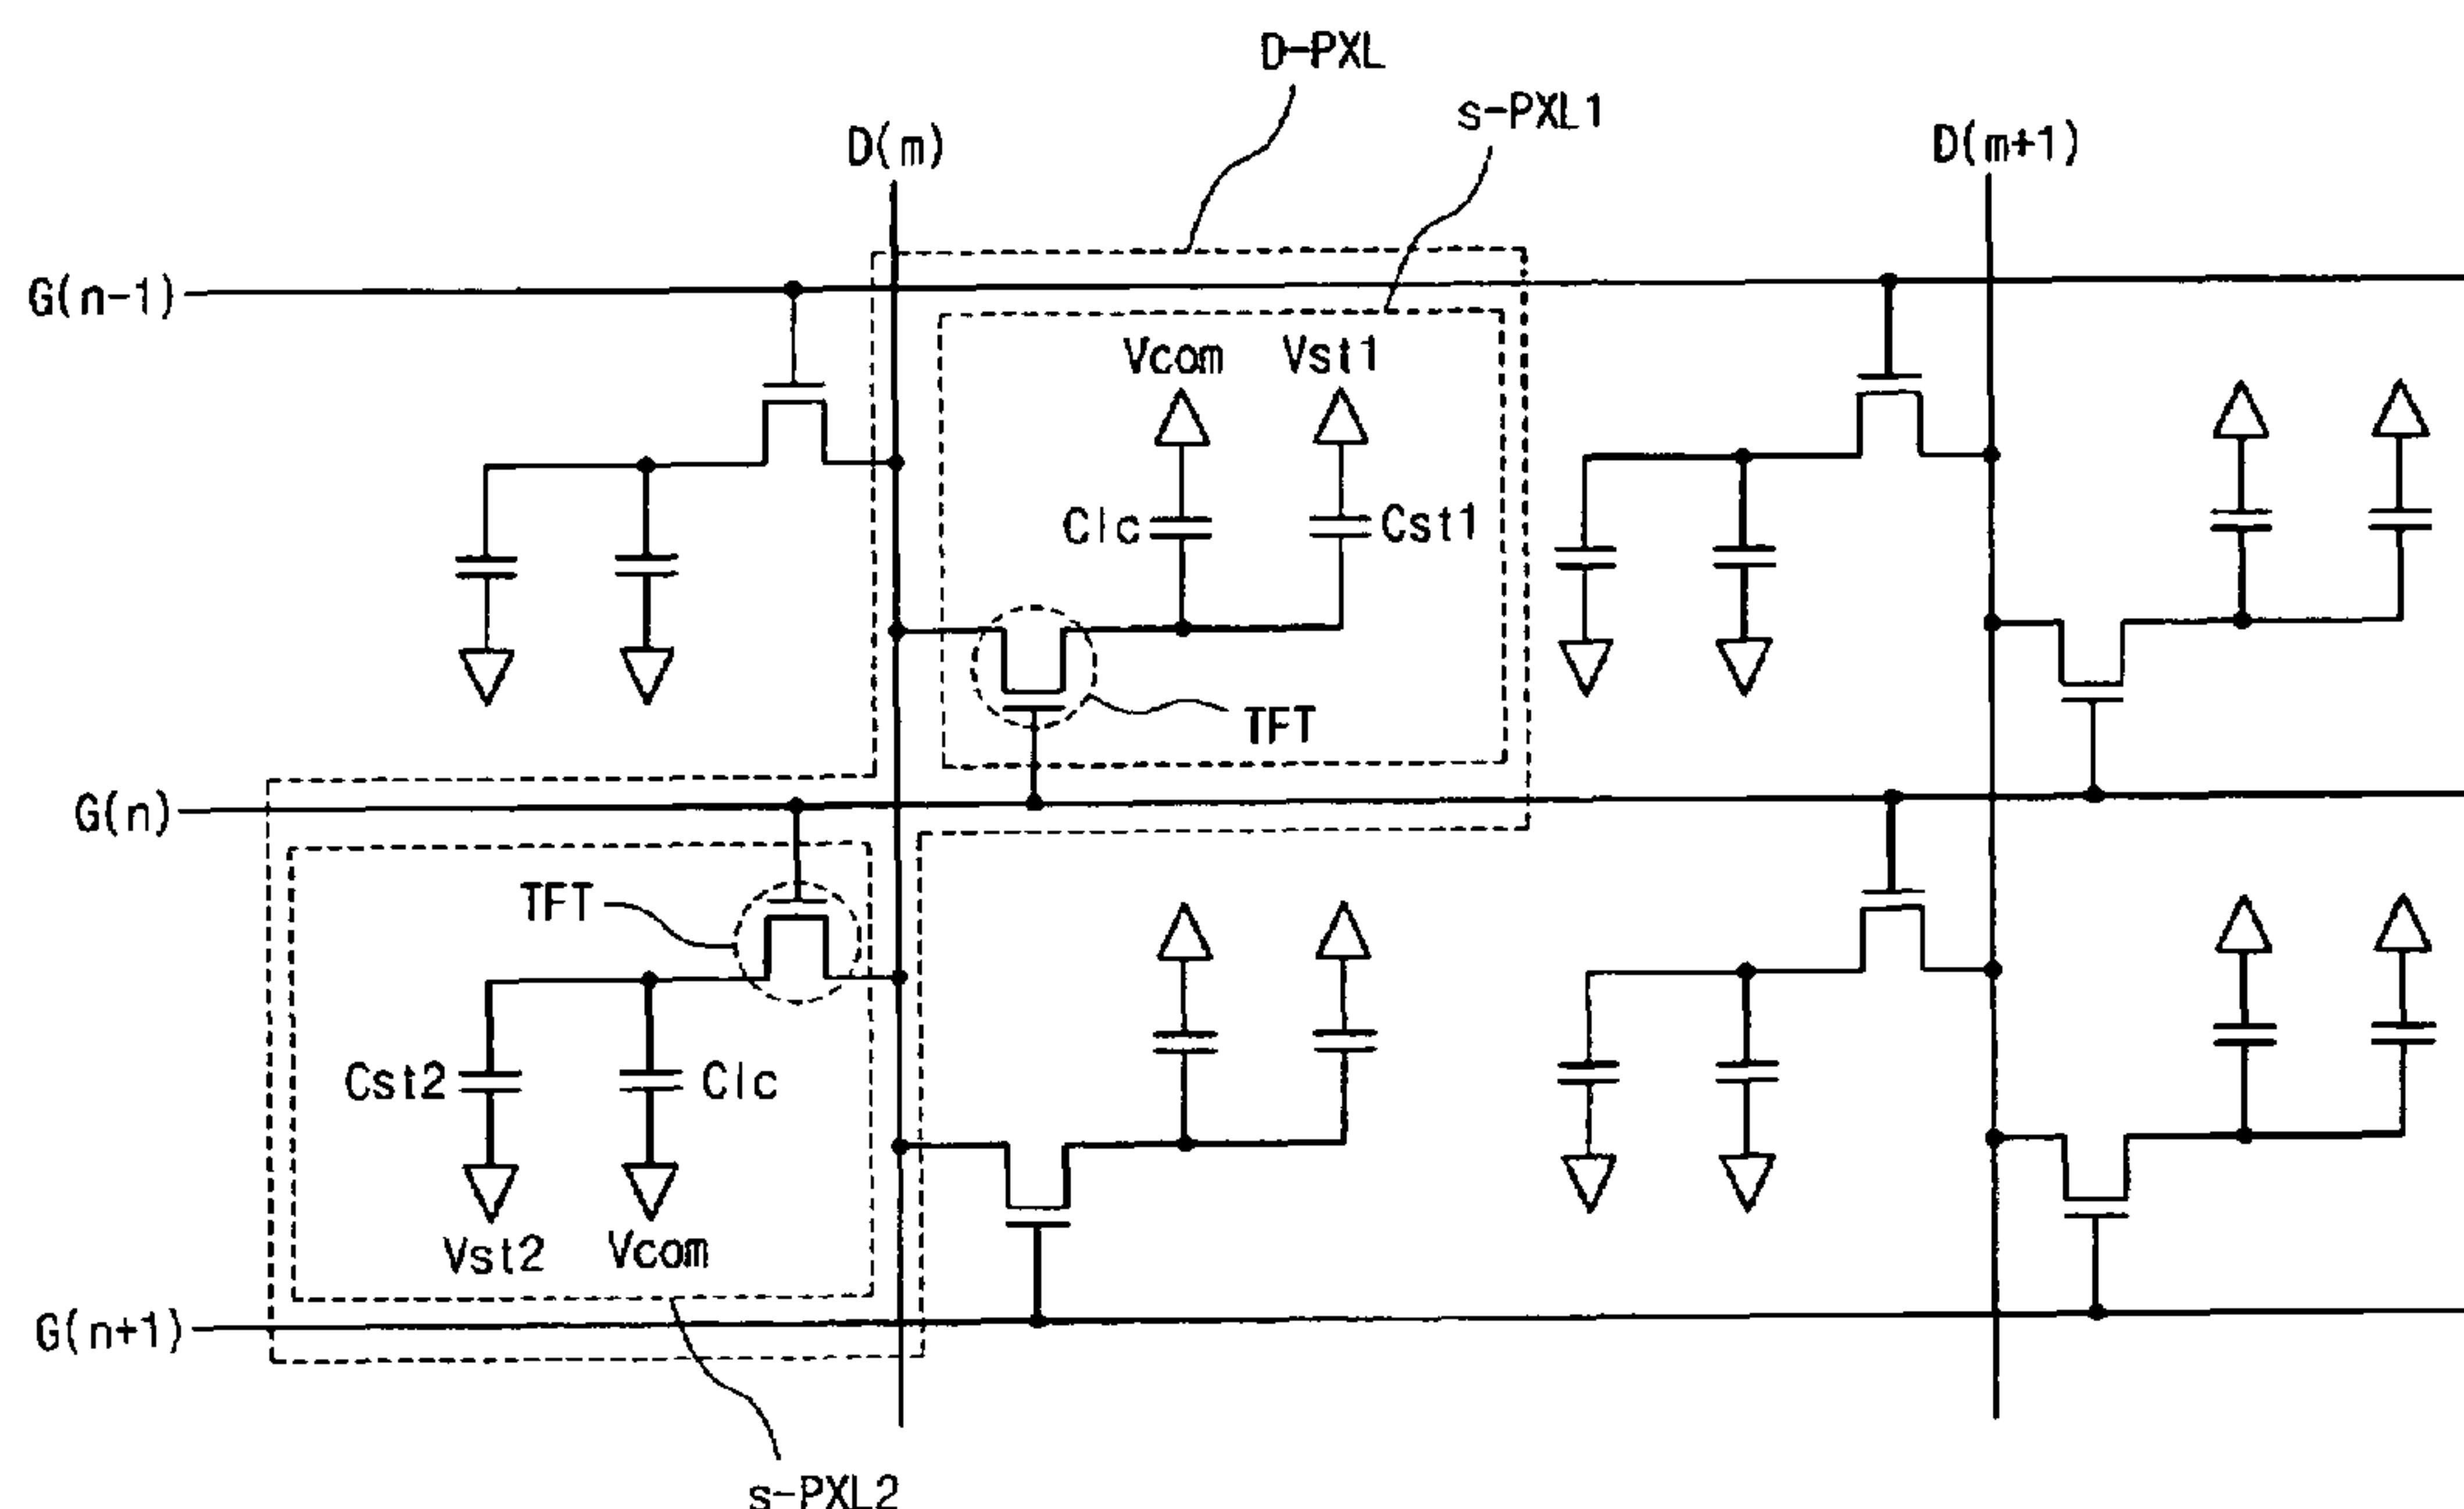 D-PXL
s-PXL1
D(m)
D(m+1)
G(n-1)
Vcom
Vst1
Clc
Cst1
TFT
G(n)
TFT
Cst2
Clc
Vst2
Vcom
G(n+1)
s-PXL2